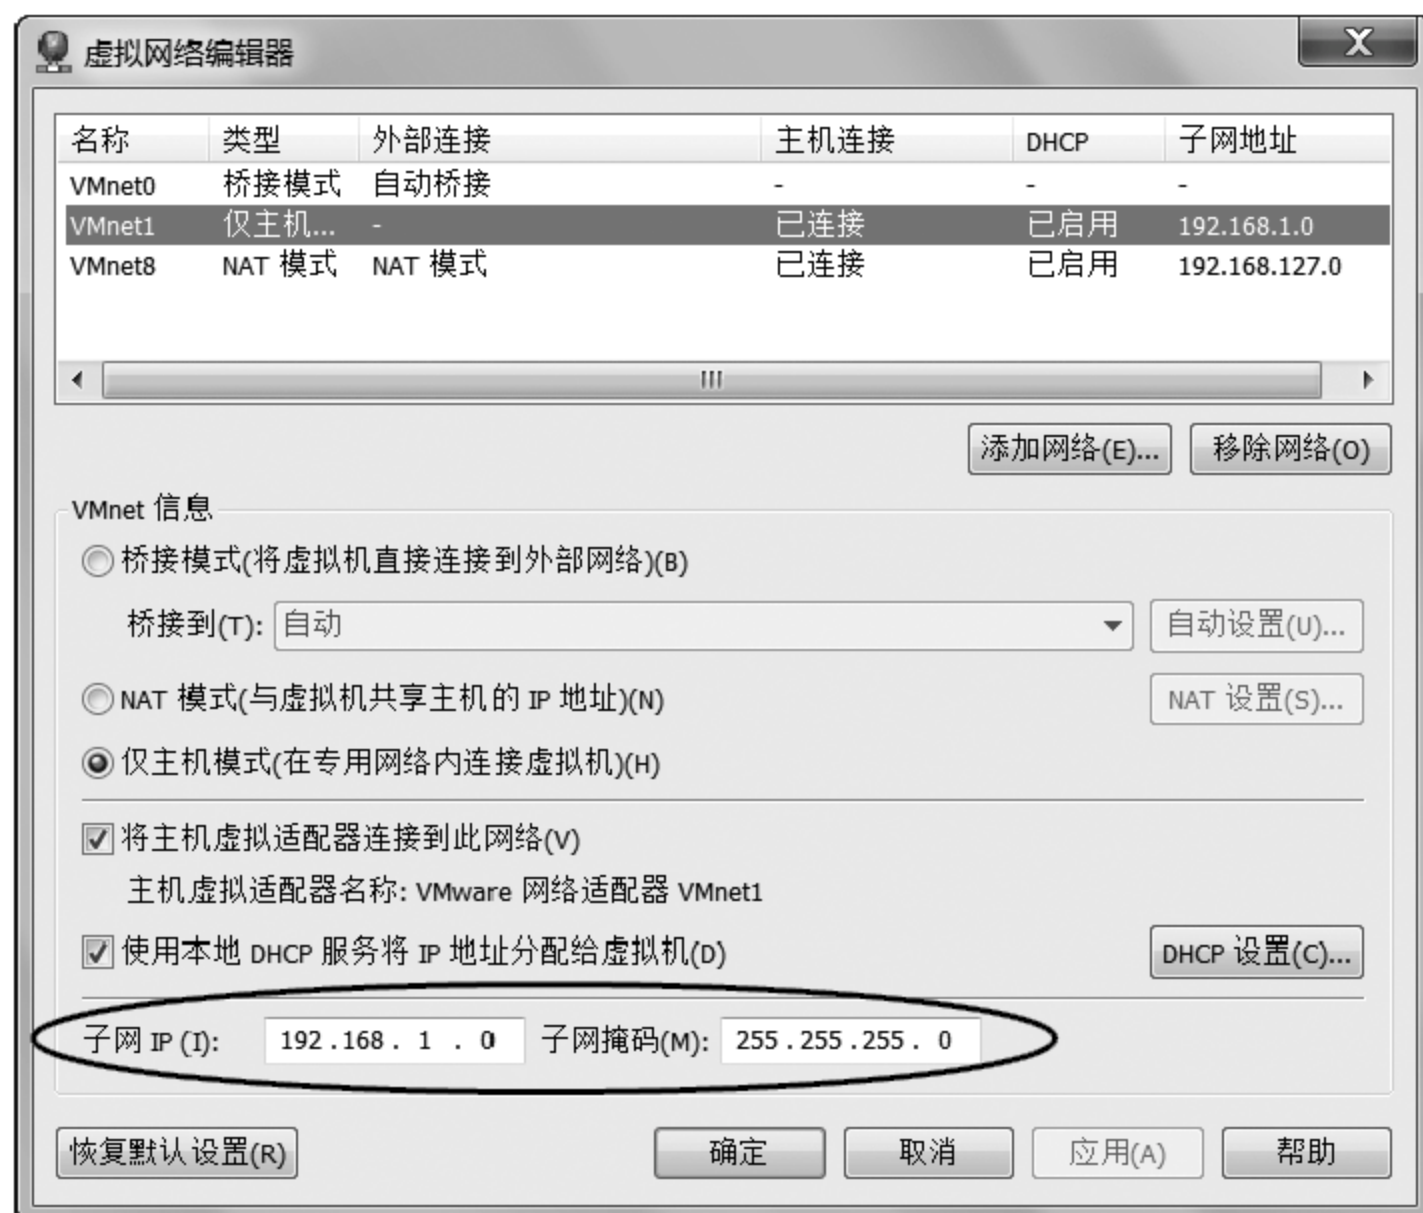 虚拟网络编辑器
X
名称 类型 外部连接 主机连接 DHCP 子网地址
VMnet0 桥接模式 自动桥接 - - -
VMnet1 仅主机... - 已连接 已启用 192.168.1.0
VMnet8 NAT 模式 NAT 模式 已连接 已启用 192.168.127.0
添加网络(E)... 移除网络(O)
VMnet 信息
桥接模式(将虚拟机直接连接到外部网络)(B)
桥接到(T): 自动 自动设置(U)...
NAT 模式(与虚拟机共享主机的 IP 地址)(N) NAT 设置(S)...
仅主机模式(在专用网络内连接虚拟机)(H)
将主机虚拟适配器连接到此网络(V)
主机虚拟适配器名称: VMware 网络适配器 VMnet1
使用本地 DHCP 服务将 IP 地址分配给虚拟机(D) DHCP 设置(C)...
子网 IP (I): 192 . 168 . 1 . 0 子网掩码(M): 255 . 255 . 255 . 0
恢复默认设置(R) 确定 取消 应用(A) 帮助